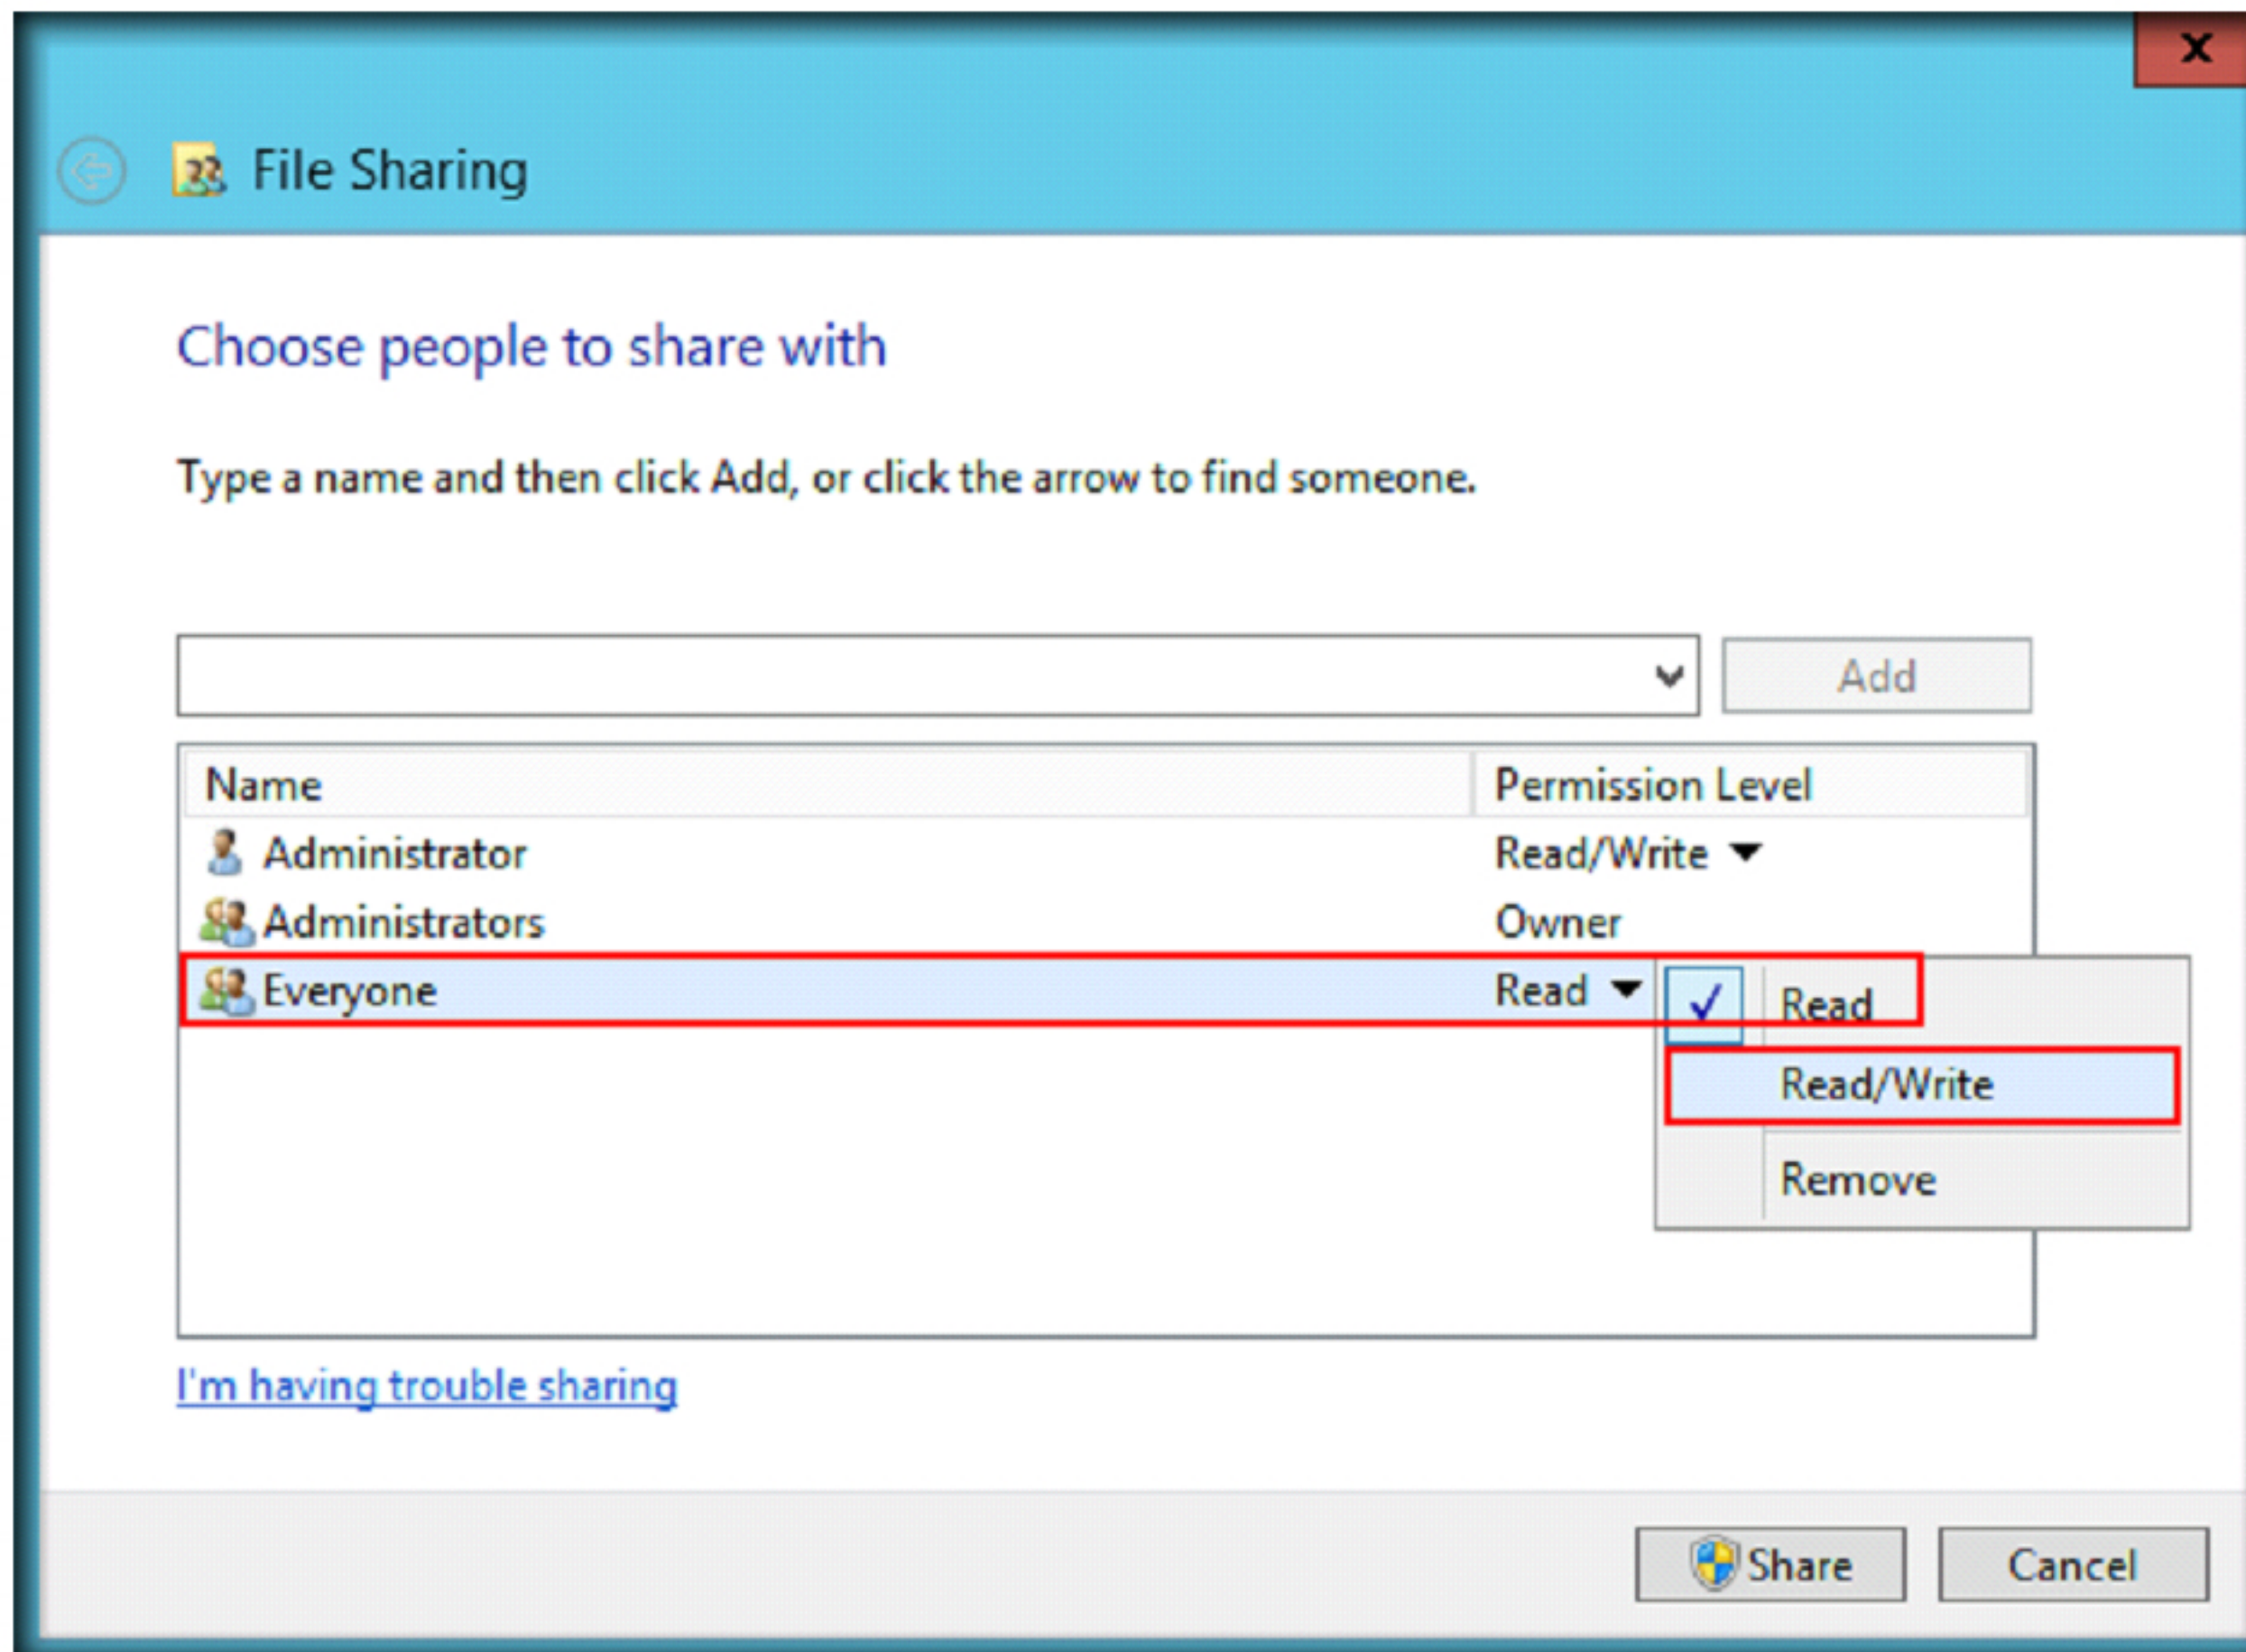 x
File Sharing
Choose people to share with
Type a name and then click Add, or click the arrow to find someone.
Add
Name Permission Level
Administrator Read/Write
Administrators Owner
Everyone Read
Read
Read/Write
Remove
I'm having trouble sharing
Share Cancel